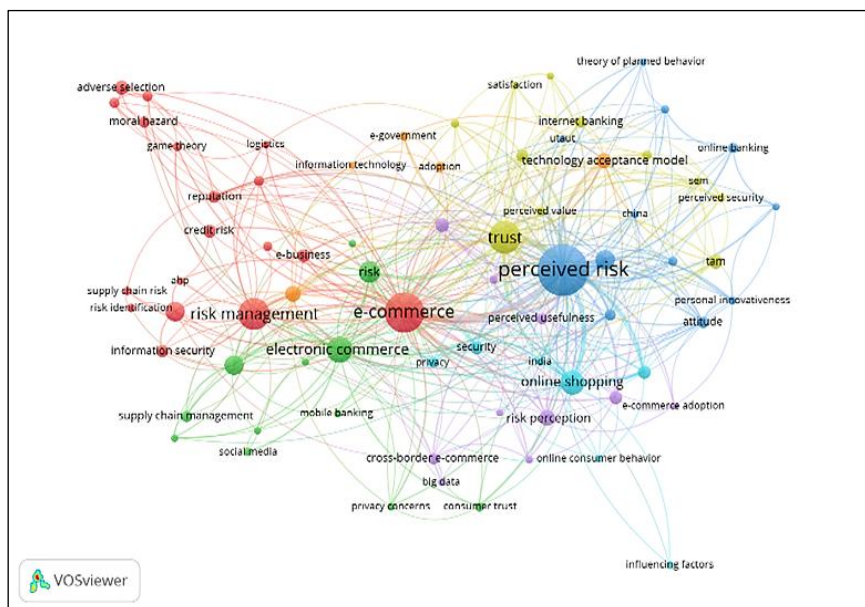 theory of planned behavior
adverse selection
satisfaction
moral hazard
internet banking
e-government
utaut
game theory
logistics
online banking
information technology
adoption
technology acceptance model
sem
reputation
perceived value
perceived security
china
credit risk
trust
e-business
tam
risk
perceived risk
ahp
supply chain risk
personal innovativeness
risk identification
risk management
e-commerce
perceived usefulness
attitude
information security
electronic commerce
security
privacy
india
online shopping
e-commerce adoption
supply chain management
mobile banking
risk perception
social media
cross-border e-commerce
online consumer behavior
big data
privacy concerns
consumer trust
influencing factors
VOSviewer